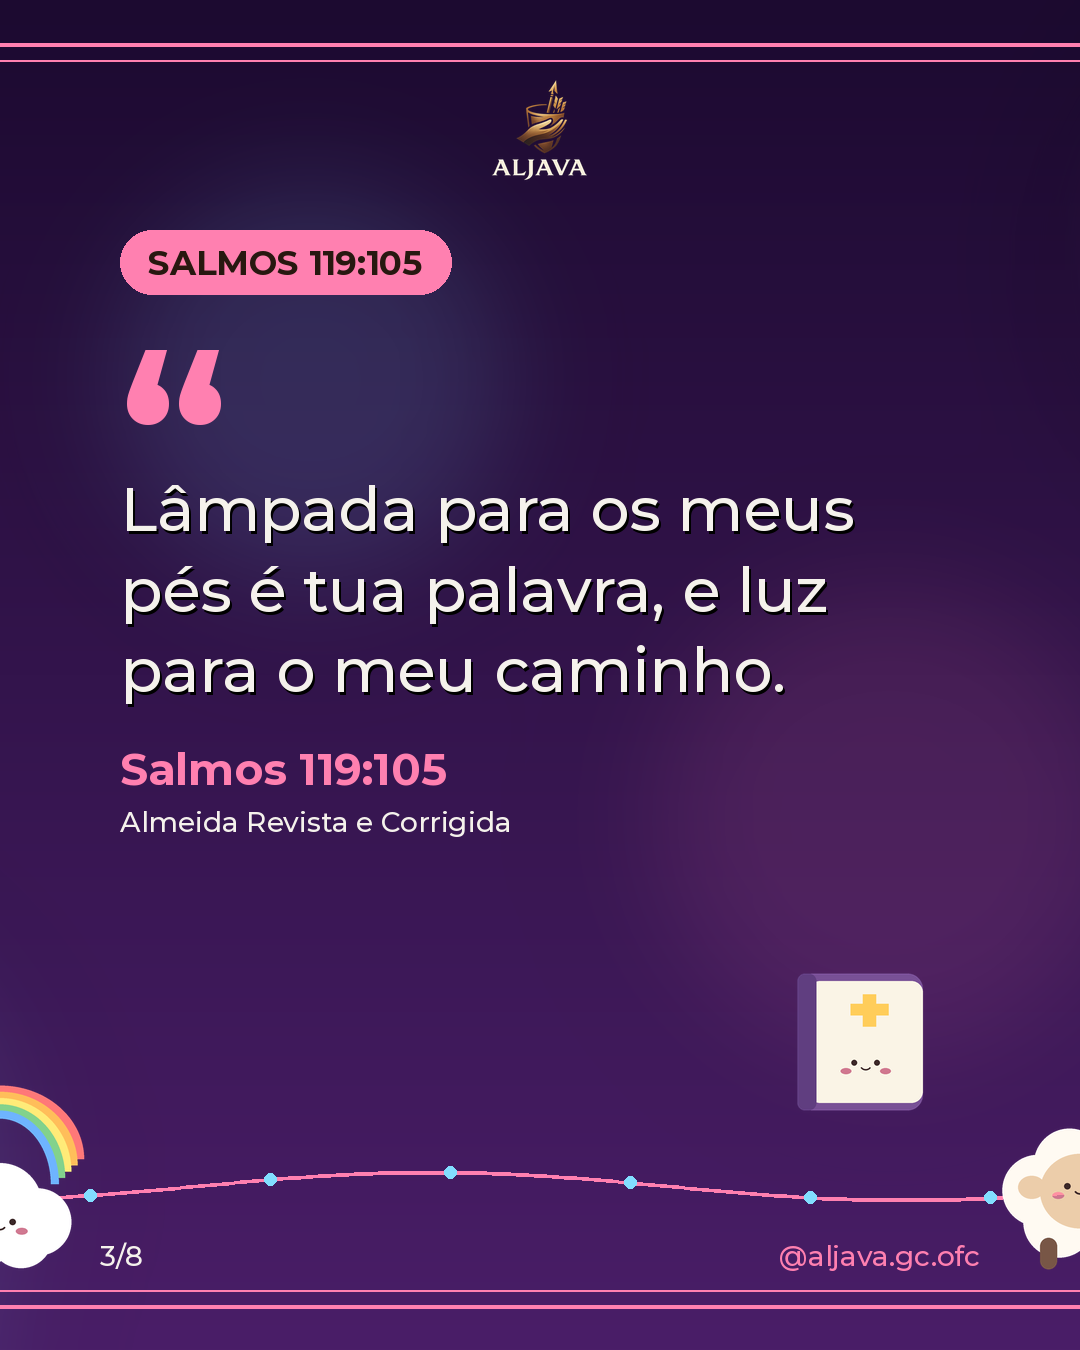 ALJAVA
SALMOS 119:105
“
Lâmpada para os meus
pés é tua palavra, e luz
para o meu caminho.
Salmos 119:105
Almeida Revista e Corrigida
3/8
@aljava.gc.ofc